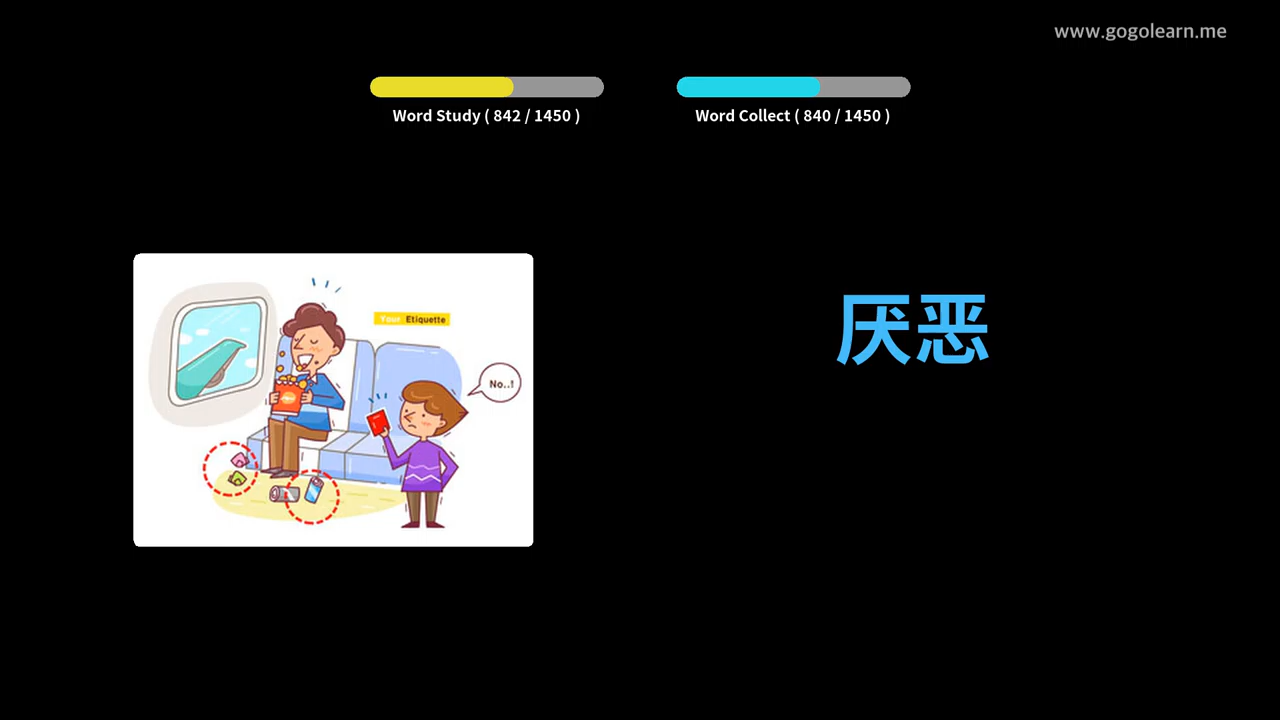 www.gogolearn.me
Word Study ( 842 / 1450 )
Word Collect ( 840 / 1450 )
Your Etiquette
No..!
厌恶